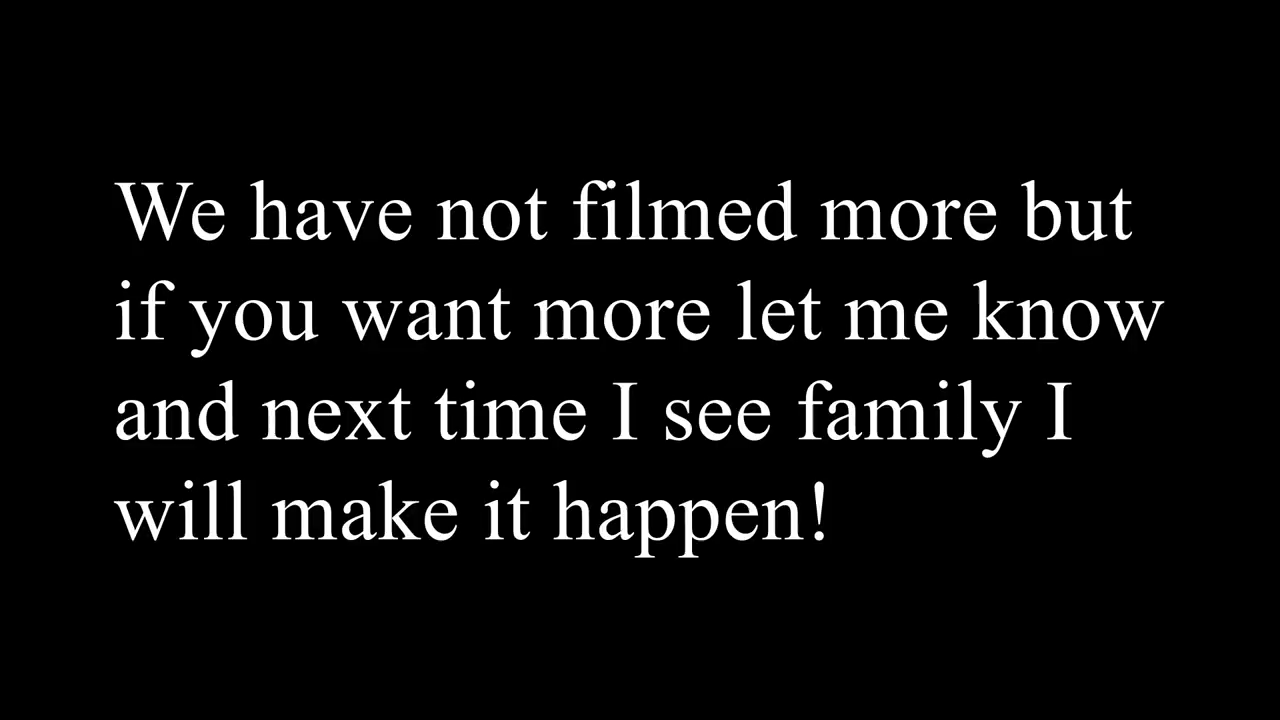 We have not filmed more but
if you want more let me know
and next time I see family I
will make it happen!